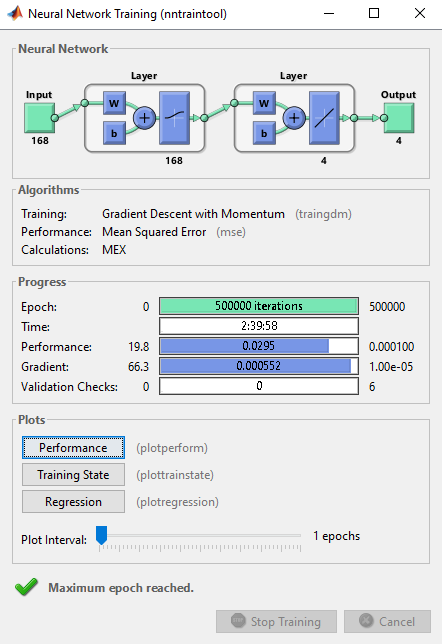 Neural Network Training (nntraintool)
Neural Network
Layer Layer
Input Output
W W
b b
168 168 4 4
Algorithms
Training: Gradient Descent with Momentum (traingdm)
Performance: Mean Squared Error (mse)
Calculations: MEX
Progress
Epoch: 0 500000 iterations 500000
Time: 2:39:58
Performance: 19.8 0.0295 0.000100
Gradient: 66.3 0.000552 1.00e-05
Validation Checks: 0 0 6
Plots
Performance (plotperform)
Training State (plottrainstate)
Regression (plotregression)
Plot Interval: 1 epochs
Maximum epoch reached.
Stop Training Cancel